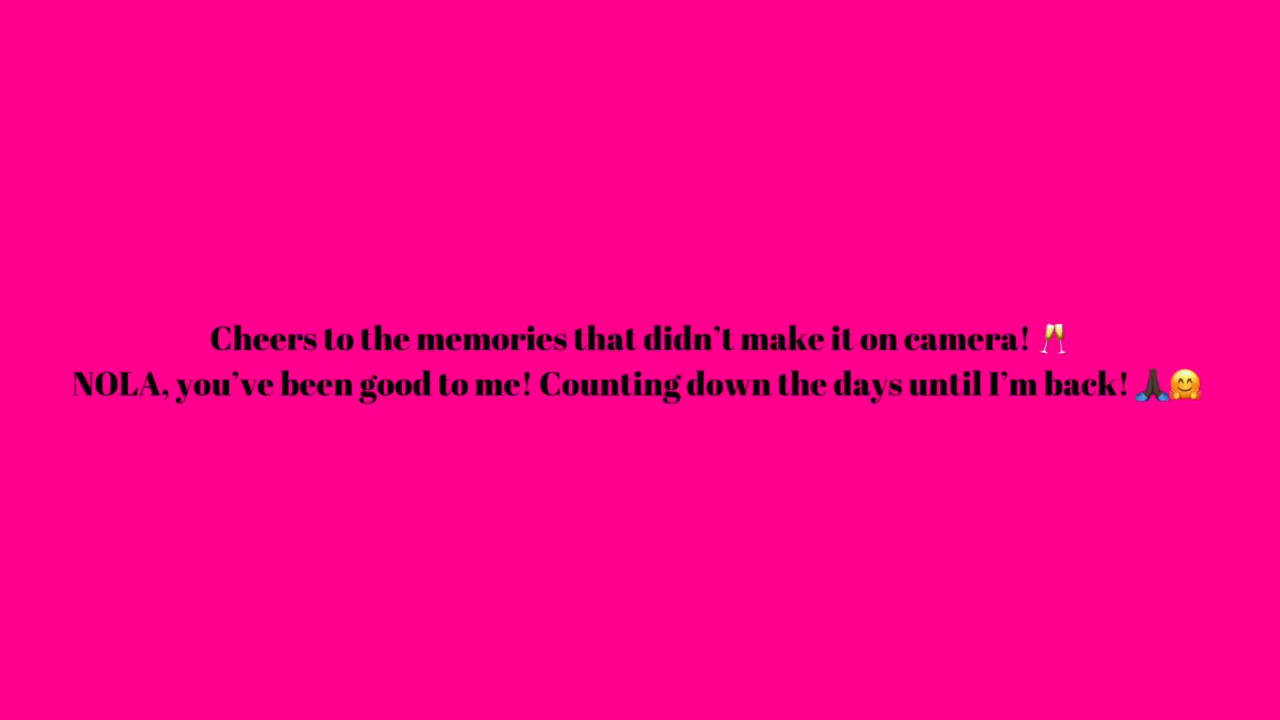 Cheers to the memories that didn’t make it on camera! 🥂
NOLA, you’ve been good to me! Counting down the days until I’m back! 🙏🏿🤗